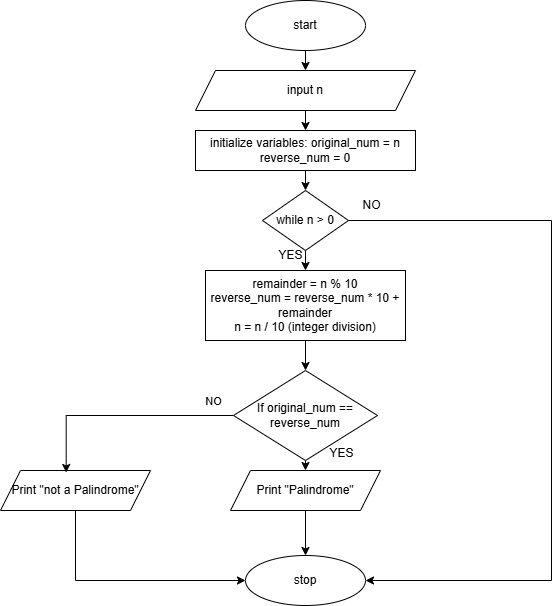 start
input n
initialize variables: original_num = n
reverse_num = 0
while n > 0
NO
YES
remainder = n % 10
reverse_num = reverse_num * 10 +
remainder
n = n / 10 (integer division)
If original_num ==
reverse_num
NO
YES
Print "not a Palindrome"
Print "Palindrome"
stop